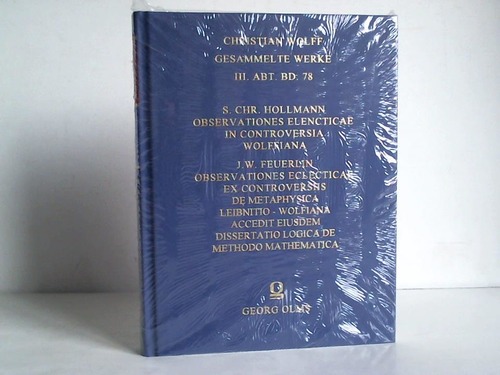 CHRISTIAN WOLFF
GESAMMELTE WERKE
III. ABT. BD. 78
S. CHR. HOLLMANN
OBSERVATIONES ELENCTICAE
IN CONTROVERSIA
WOLFFIANA
J. W. FEUERLIN
OBSERVATIONES ECLECTICAE
EX CONTROVERSIIS
DE METAPHYSICA
LEIBNITIO - WOLFIANA
ACCEDIT EIUSDEM
DISSERTATIO LOGICA DE
METHODO MATHEMATICA
GEORG OLMS